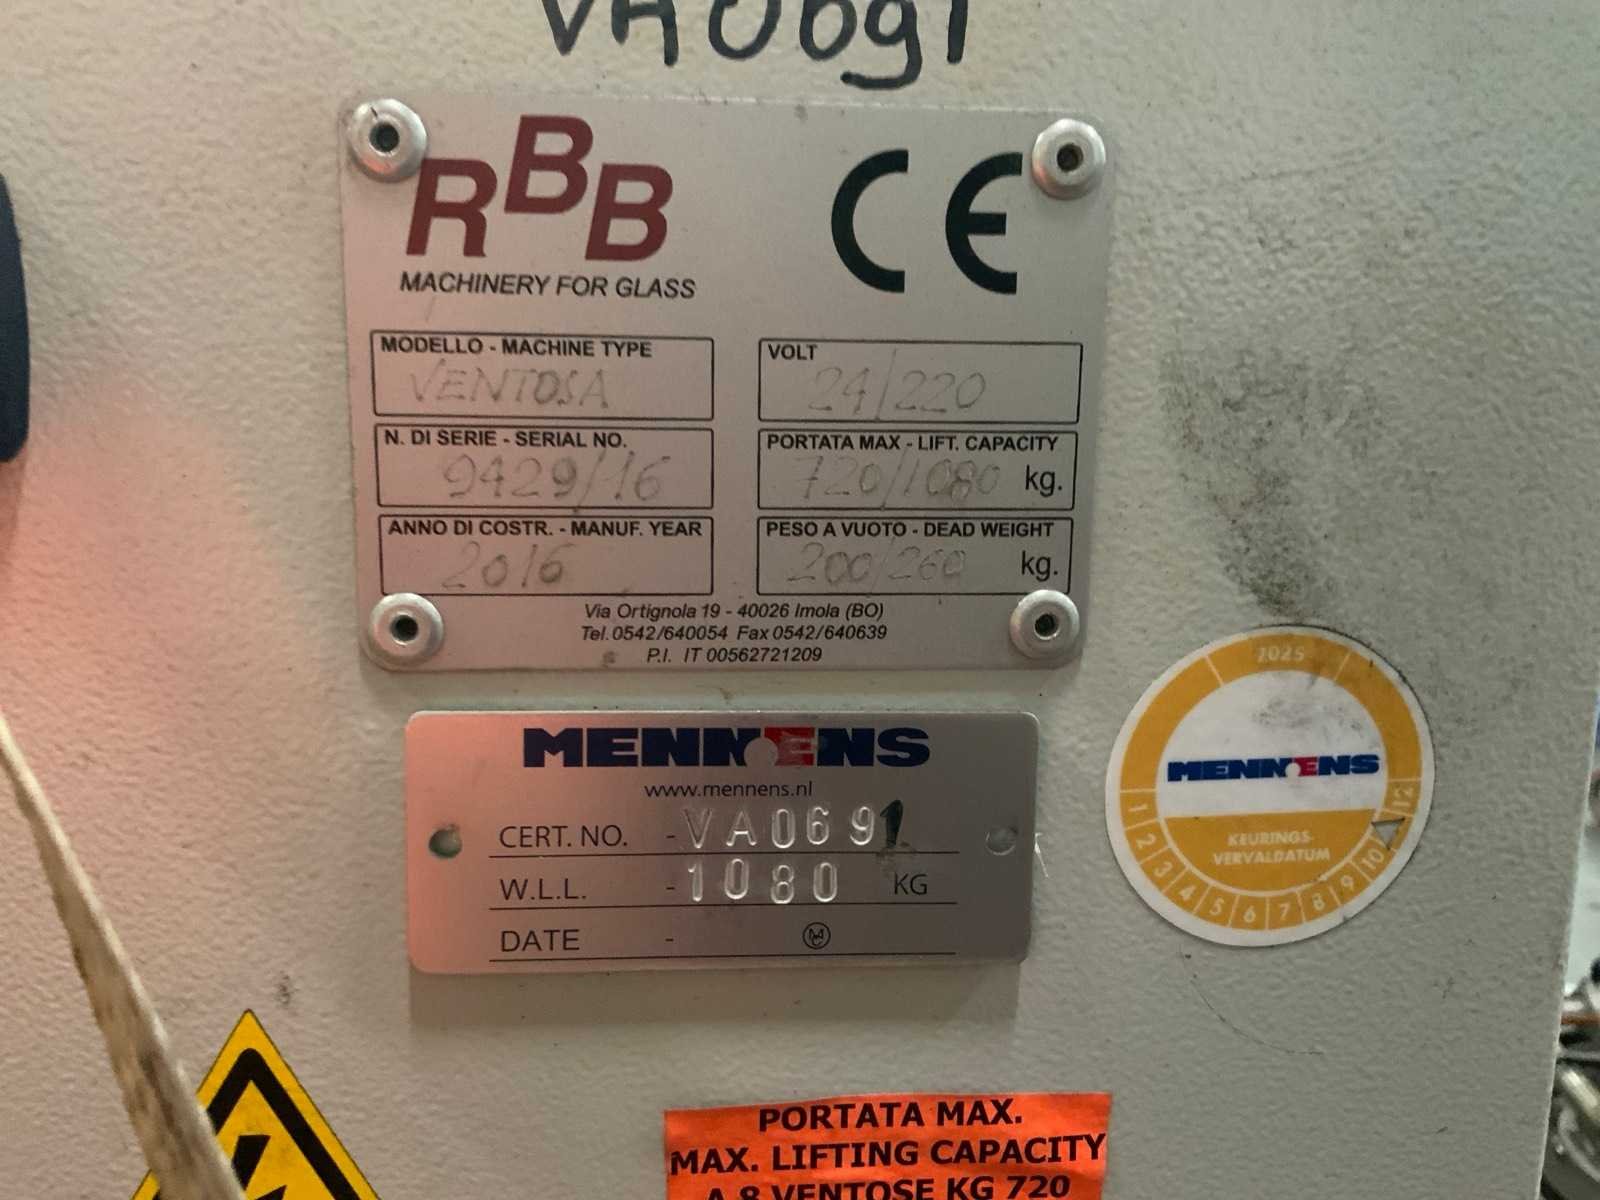 VA0691
RBB
CE
MACHINERY FOR GLASS
MODELLO - MACHINE TYPE
VENTOSA
VOLT
24/220
N. DI SERIE - SERIAL NO.
9429/16
PORTATA MAX - LIFT. CAPACITY
720/1080 kg.
ANNO DI COSTR. - MANUF. YEAR
2016
PESO A VUOTO - DEAD WEIGHT
200/260 kg.
Via Ortignola 19 - 40026 Imola (BO)
Tel. 0542/640054 Fax 0542/640639
P.I. IT 00562721209
MENNENS
www.mennens.nl
CERT. NO. - VA0691
W.L.L. - 1080 KG
DATE -
2025
MENNENS
KEURINGS-
VERVALDATUM
1 2 3 4 5 6 7 8 9 10 12
PORTATA MAX.
MAX. LIFTING CAPACITY
A 8 VENTOSE KG 720